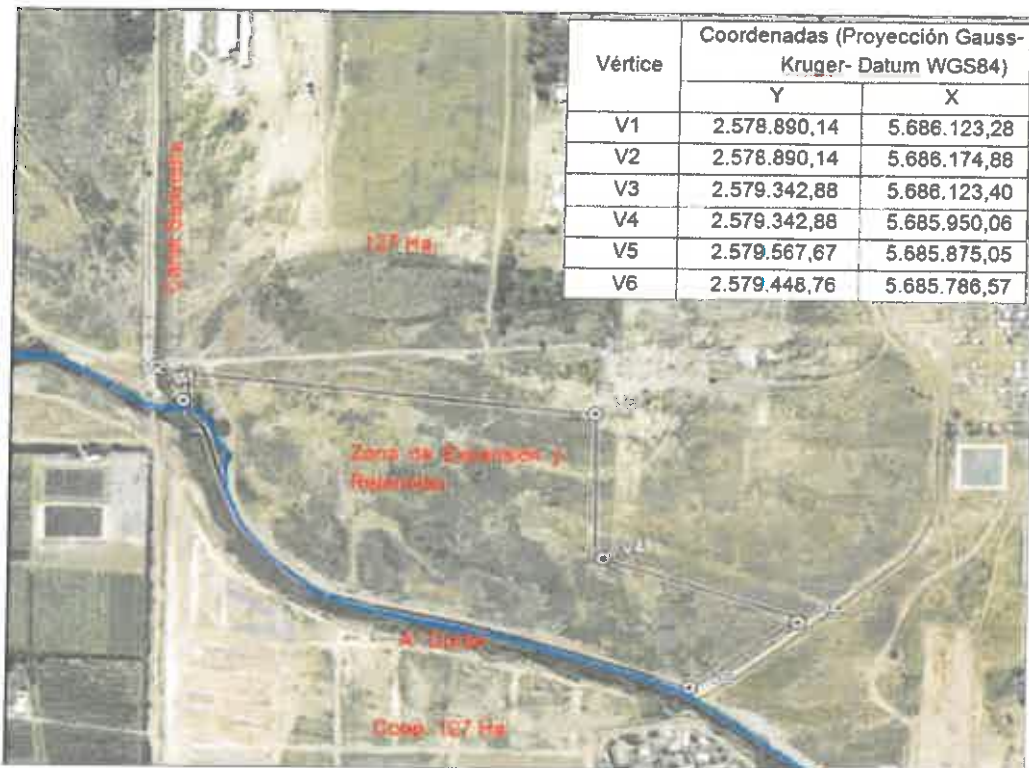 Vértice
Coordenadas (Proyección Gauss-
Kruger- Datum WGS84)
Y X
V1 2.578.890,14 5.686.123,28
V2 2.578.890,14 5.686.174,88
V3 2.579.342,88 5.686.123,40
V4 2.579.342,88 5.685.950,06
V5 2.579.567,67 5.685.875,05
V6 2.579.448,76 5.685.786,57
127 Ha.
Zona de Expansión y
V4
Coop. 127 Ha